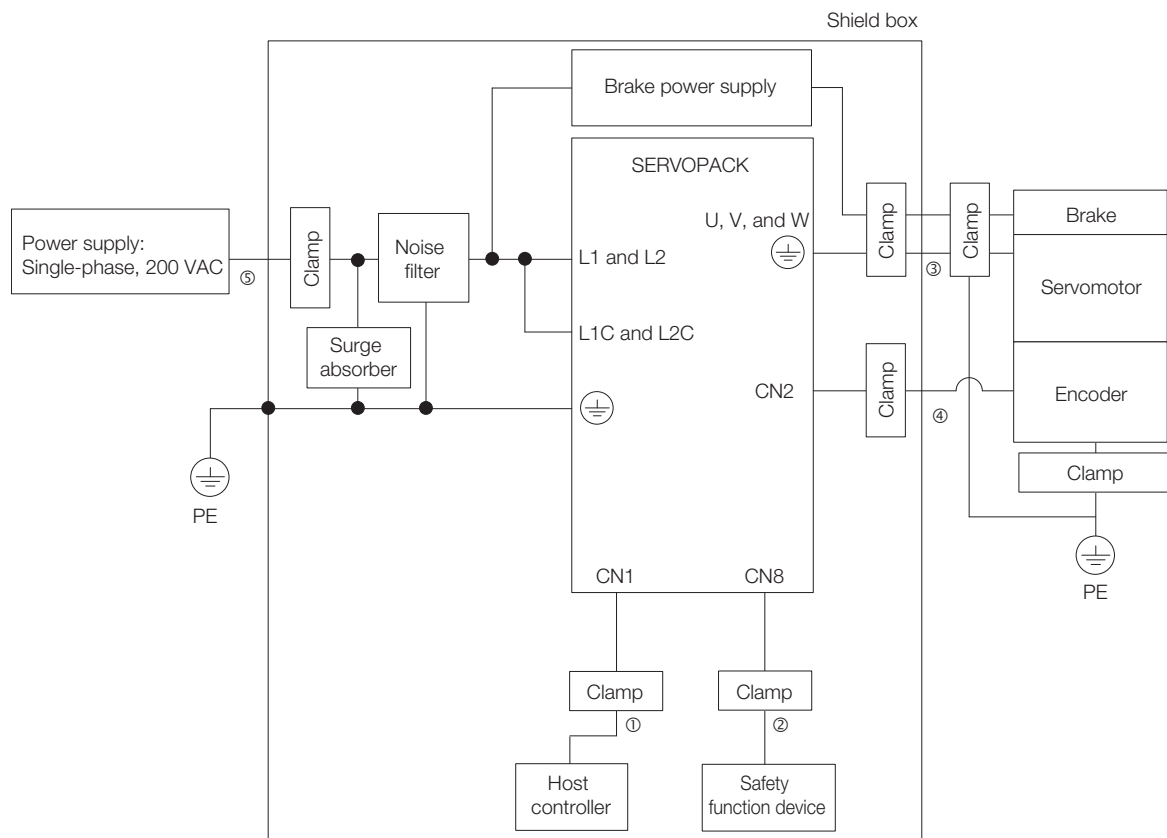 Shield box
Brake power supply
SERVOPACK
U, V, and W
Power supply:
Single-phase, 200 VAC
⑤
Clamp
Noise
filter
L1 and L2
Clamp
③
Clamp
Brake
Servomotor
Surge
absorber
L1C and L2C
CN2
Clamp
④
Encoder
Clamp
PE
PE
CN1
CN8
Clamp
①
Clamp
②
Host
controller
Safety
function device